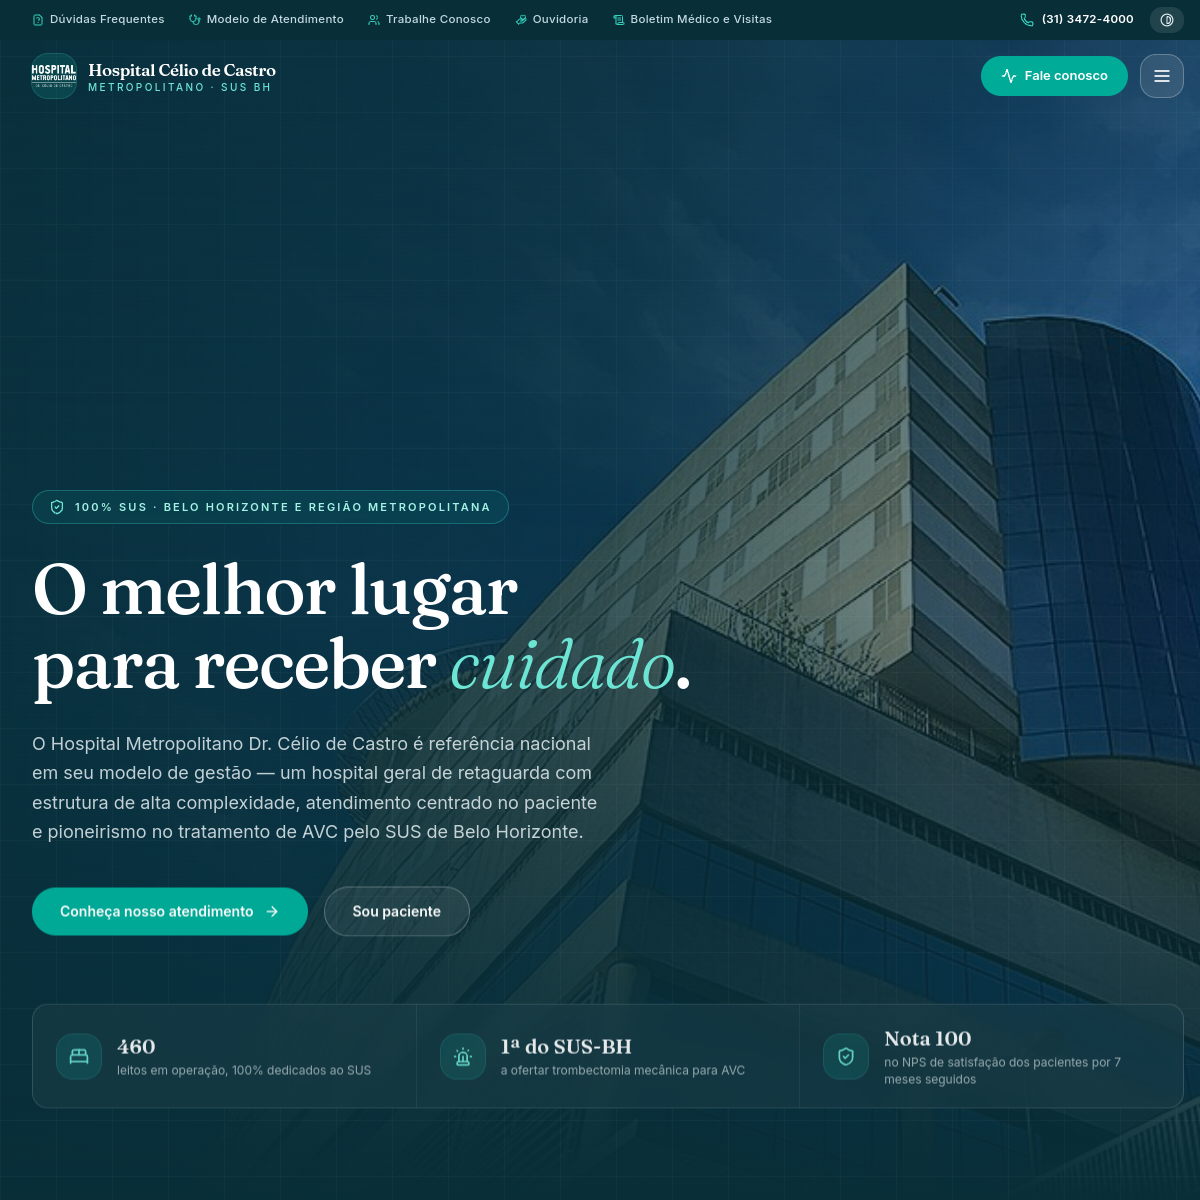 Dúvidas Frequentes
Modelo de Atendimento
Trabalhe Conosco
Ouvidoria
Boletim Médico e Visitas
(31) 3472-4000
HOSPITAL
METROPOLITANO
Hospital Célio de Castro
METROPOLITANO · SUS BH
Fale conosco
100% SUS · BELO HORIZONTE E REGIÃO METROPOLITANA
O melhor lugar
para receber cuidado.
O Hospital Metropolitano Dr. Célio de Castro é referência nacional
em seu modelo de gestão — um hospital geral de retaguarda com
estrutura de alta complexidade, atendimento centrado no paciente
e pioneirismo no tratamento de AVC pelo SUS de Belo Horizonte.
Conheça nosso atendimento
Sou paciente
460
leitos em operação, 100% dedicados ao SUS
1ª do SUS-BH
a ofertar trombectomia mecânica para AVC
Nota 100
no NPS de satisfação dos pacientes por 7
meses seguidos